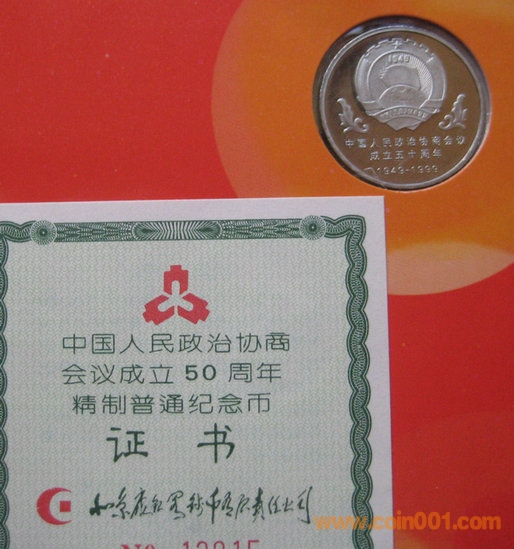 1949
中国人民政治协商会议
成立五十周年
1949-1999
中国人民政治协商
会议成立50周年
精制普通纪念币
证书
www.coin001.com